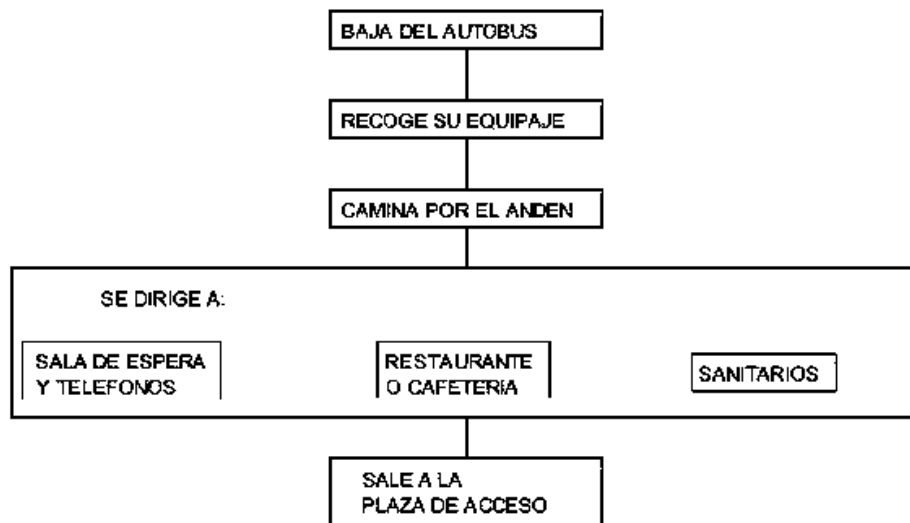 BAJA DEL AUTOBUS
RECOGE SU EQUIPAJE
CAMINA POR EL ANDEN
SE DIRIGE A:
SALA DE ESPERA
Y TELEFONOS
RESTAURANTE
O CAFETERIA
SANITARIOS
SALE A LA
PLAZA DE ACCESO